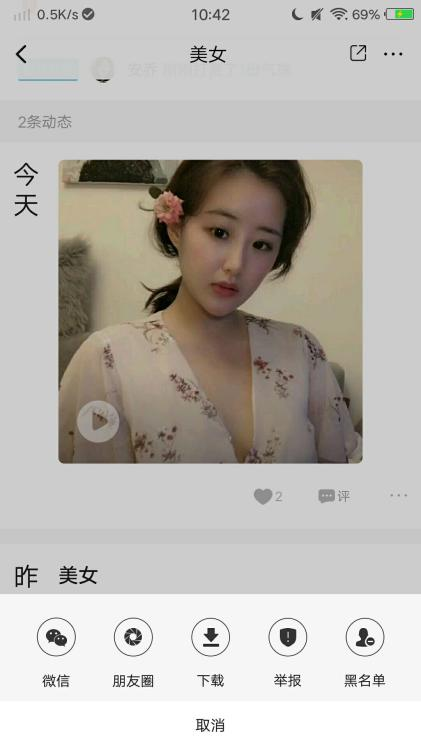 0.5K/s 10:42 69%
美女
2条动态
今
天
2 评
昨 美女
微信 朋友圈 下载 举报 黑名单
取消